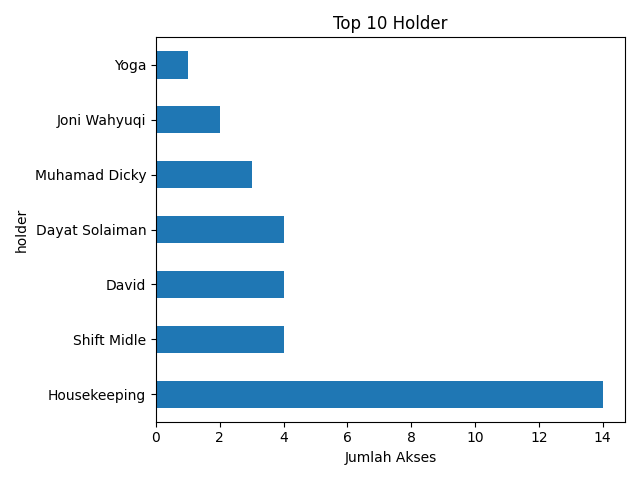 Top 10 Holder
holder
Yoga
Joni Wahyuqi
Muhamad Dicky
Dayat Solaiman
David
Shift Midle
Housekeeping
0 2 4 6 8 10 12 14
Jumlah Akses